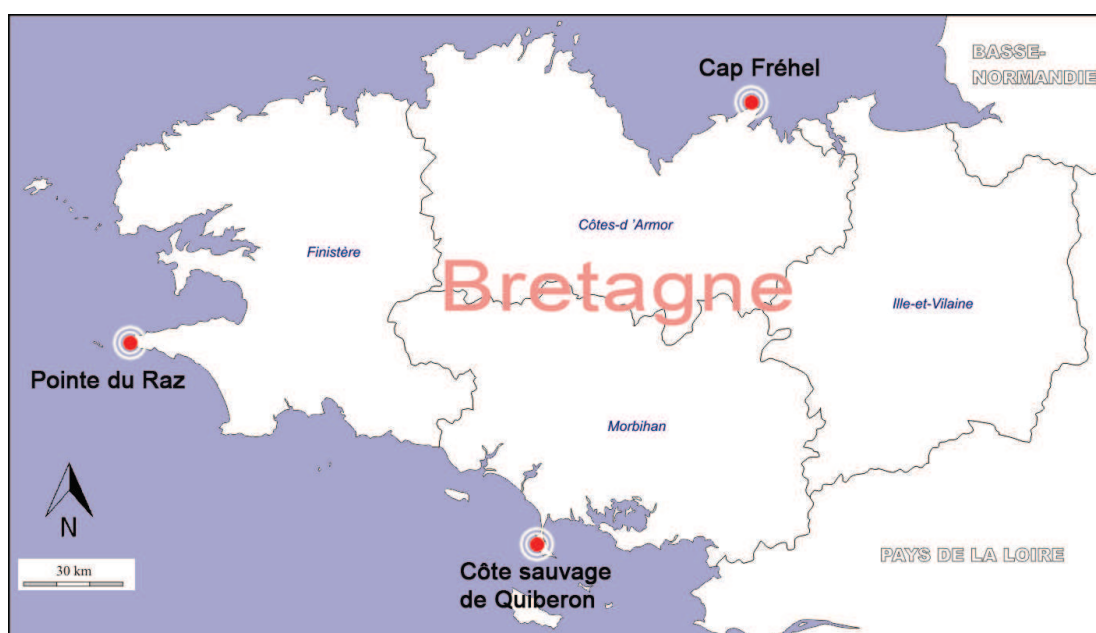 BASSE-
NORMANDIE
Cap Fréhel
Côtes-d 'Armor
Finistère
Bretagne
Ille-et-Vilaine
Pointe du Raz
Morbihan
N
30 km
PAYS DE LA LOIRE
Côte sauvage
de Quiberon